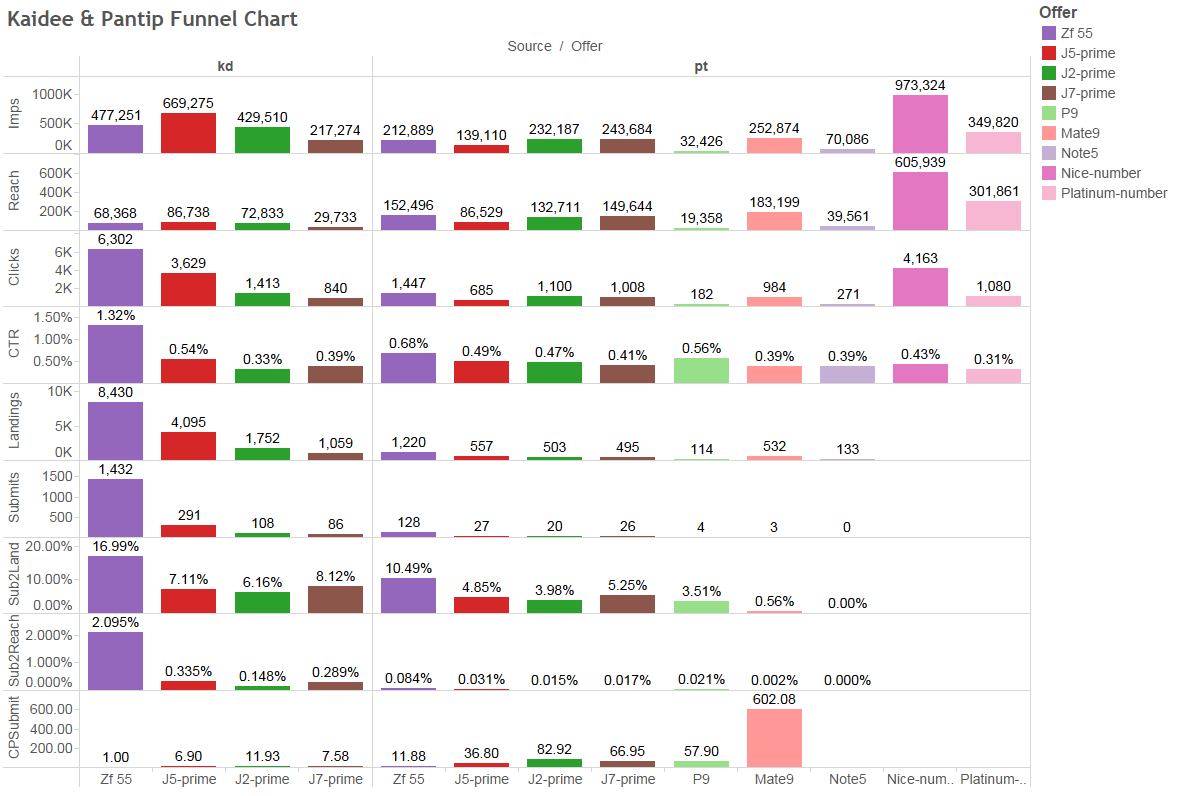 Kaidee & Pantip Funnel Chart
Source / Offer
kd pt
Imps
1000K
500K
0K
477,251 669,275 429,510 217,274 212,889 139,110 232,187 243,684 32,426 252,874 70,086 973,324 349,820
Reach
600K
400K
200K
68,368 86,738 72,833 29,733 152,496 86,529 132,711 149,644 19,358 183,199 39,561 605,939 301,861
Clicks
6K
4K
2K
6,302 3,629 1,413 840 1,447 685 1,100 1,008 182 984 271 4,163 1,080
CTR
1.50%
1.00%
0.50%
1.32% 0.54% 0.33% 0.39% 0.68% 0.49% 0.47% 0.41% 0.56% 0.39% 0.39% 0.43% 0.31%
Landings
10K
5K
0K
8,430 4,095 1,752 1,059 1,220 557 503 495 114 532 133
Submits
1500
1000
500
1,432 291 108 86 128 27 20 26 4 3 0
Sub2Land
20.00%
10.00%
0.00%
16.99% 7.11% 6.16% 8.12% 10.49% 4.85% 3.98% 5.25% 3.51% 0.56% 0.00%
Sub2Reach
2.000%
1.000%
0.000%
2.095% 0.335% 0.148% 0.289% 0.084% 0.031% 0.015% 0.017% 0.021% 0.002% 0.000%
CPSubmit
600.00
400.00
200.00
1.00 6.90 11.93 7.58 11.88 36.80 82.92 66.95 57.90 602.08
Zf 55 J5-prime J2-prime J7-prime Zf 55 J5-prime J2-prime J7-prime P9 Mate9 Note5 Nice-num.. Platinum-..
Offer
Zf 55
J5-prime
J2-prime
J7-prime
P9
Mate9
Note5
Nice-number
Platinum-number